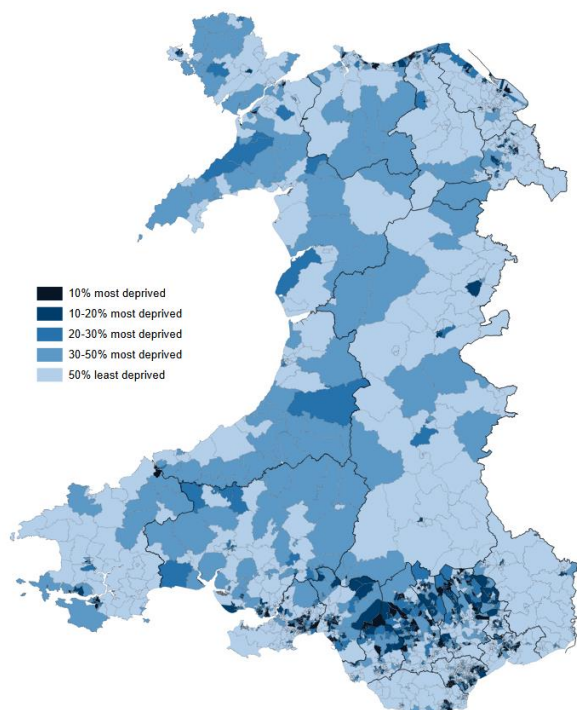 10% most deprived
10-20% most deprived
20-30% most deprived
30-50% most deprived
50% least deprived